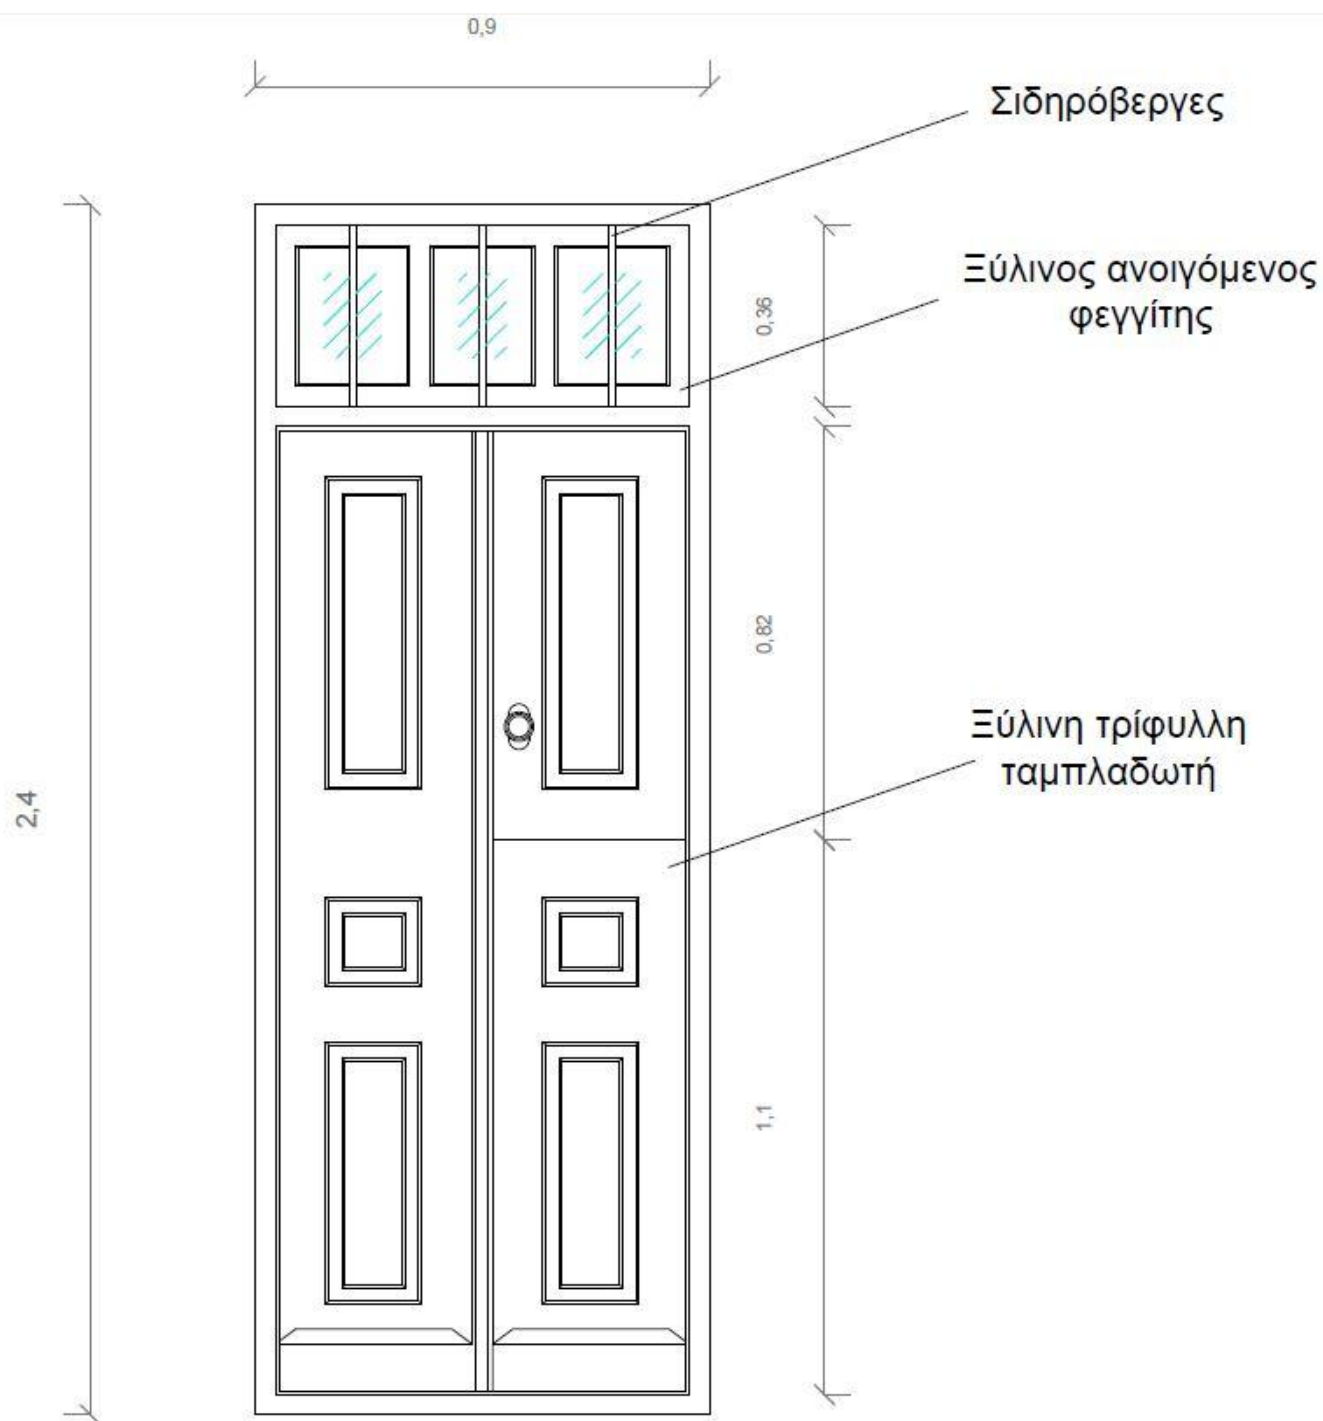 0,9
Σιδηρόβεργες
Ξύλινος ανοιγόμενος
φεγγίτης
0,36
0,82
Ξύλινη τρίφυλλη
ταμπλαδωτή
2,4
1,1